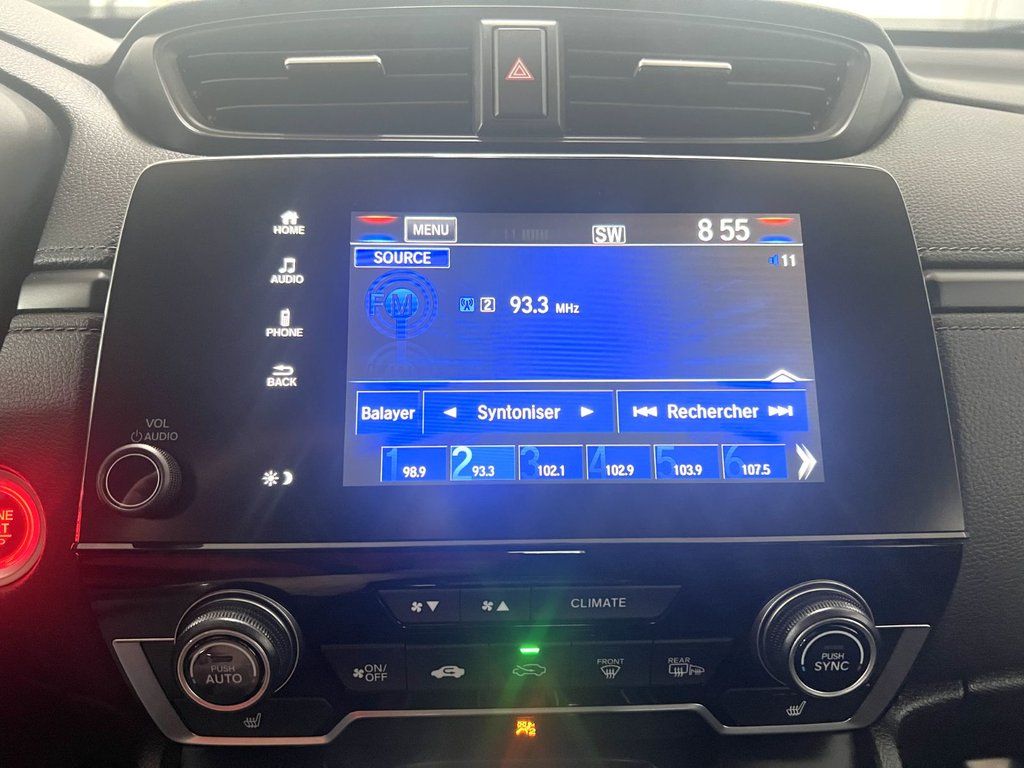 HOME
AUDIO
PHONE
BACK
VOL
AUDIO
MENU
SW
8 55
SOURCE
11
FM
2 93.3 MHz
Balayer Syntoniser Rechercher
1 98.9 2 93.3 3 102.1 4 102.9 5 103.9 6 107.5
CLIMATE
PUSH
AUTO
ON/
OFF
FRONT
REAR
PUSH
SYNC